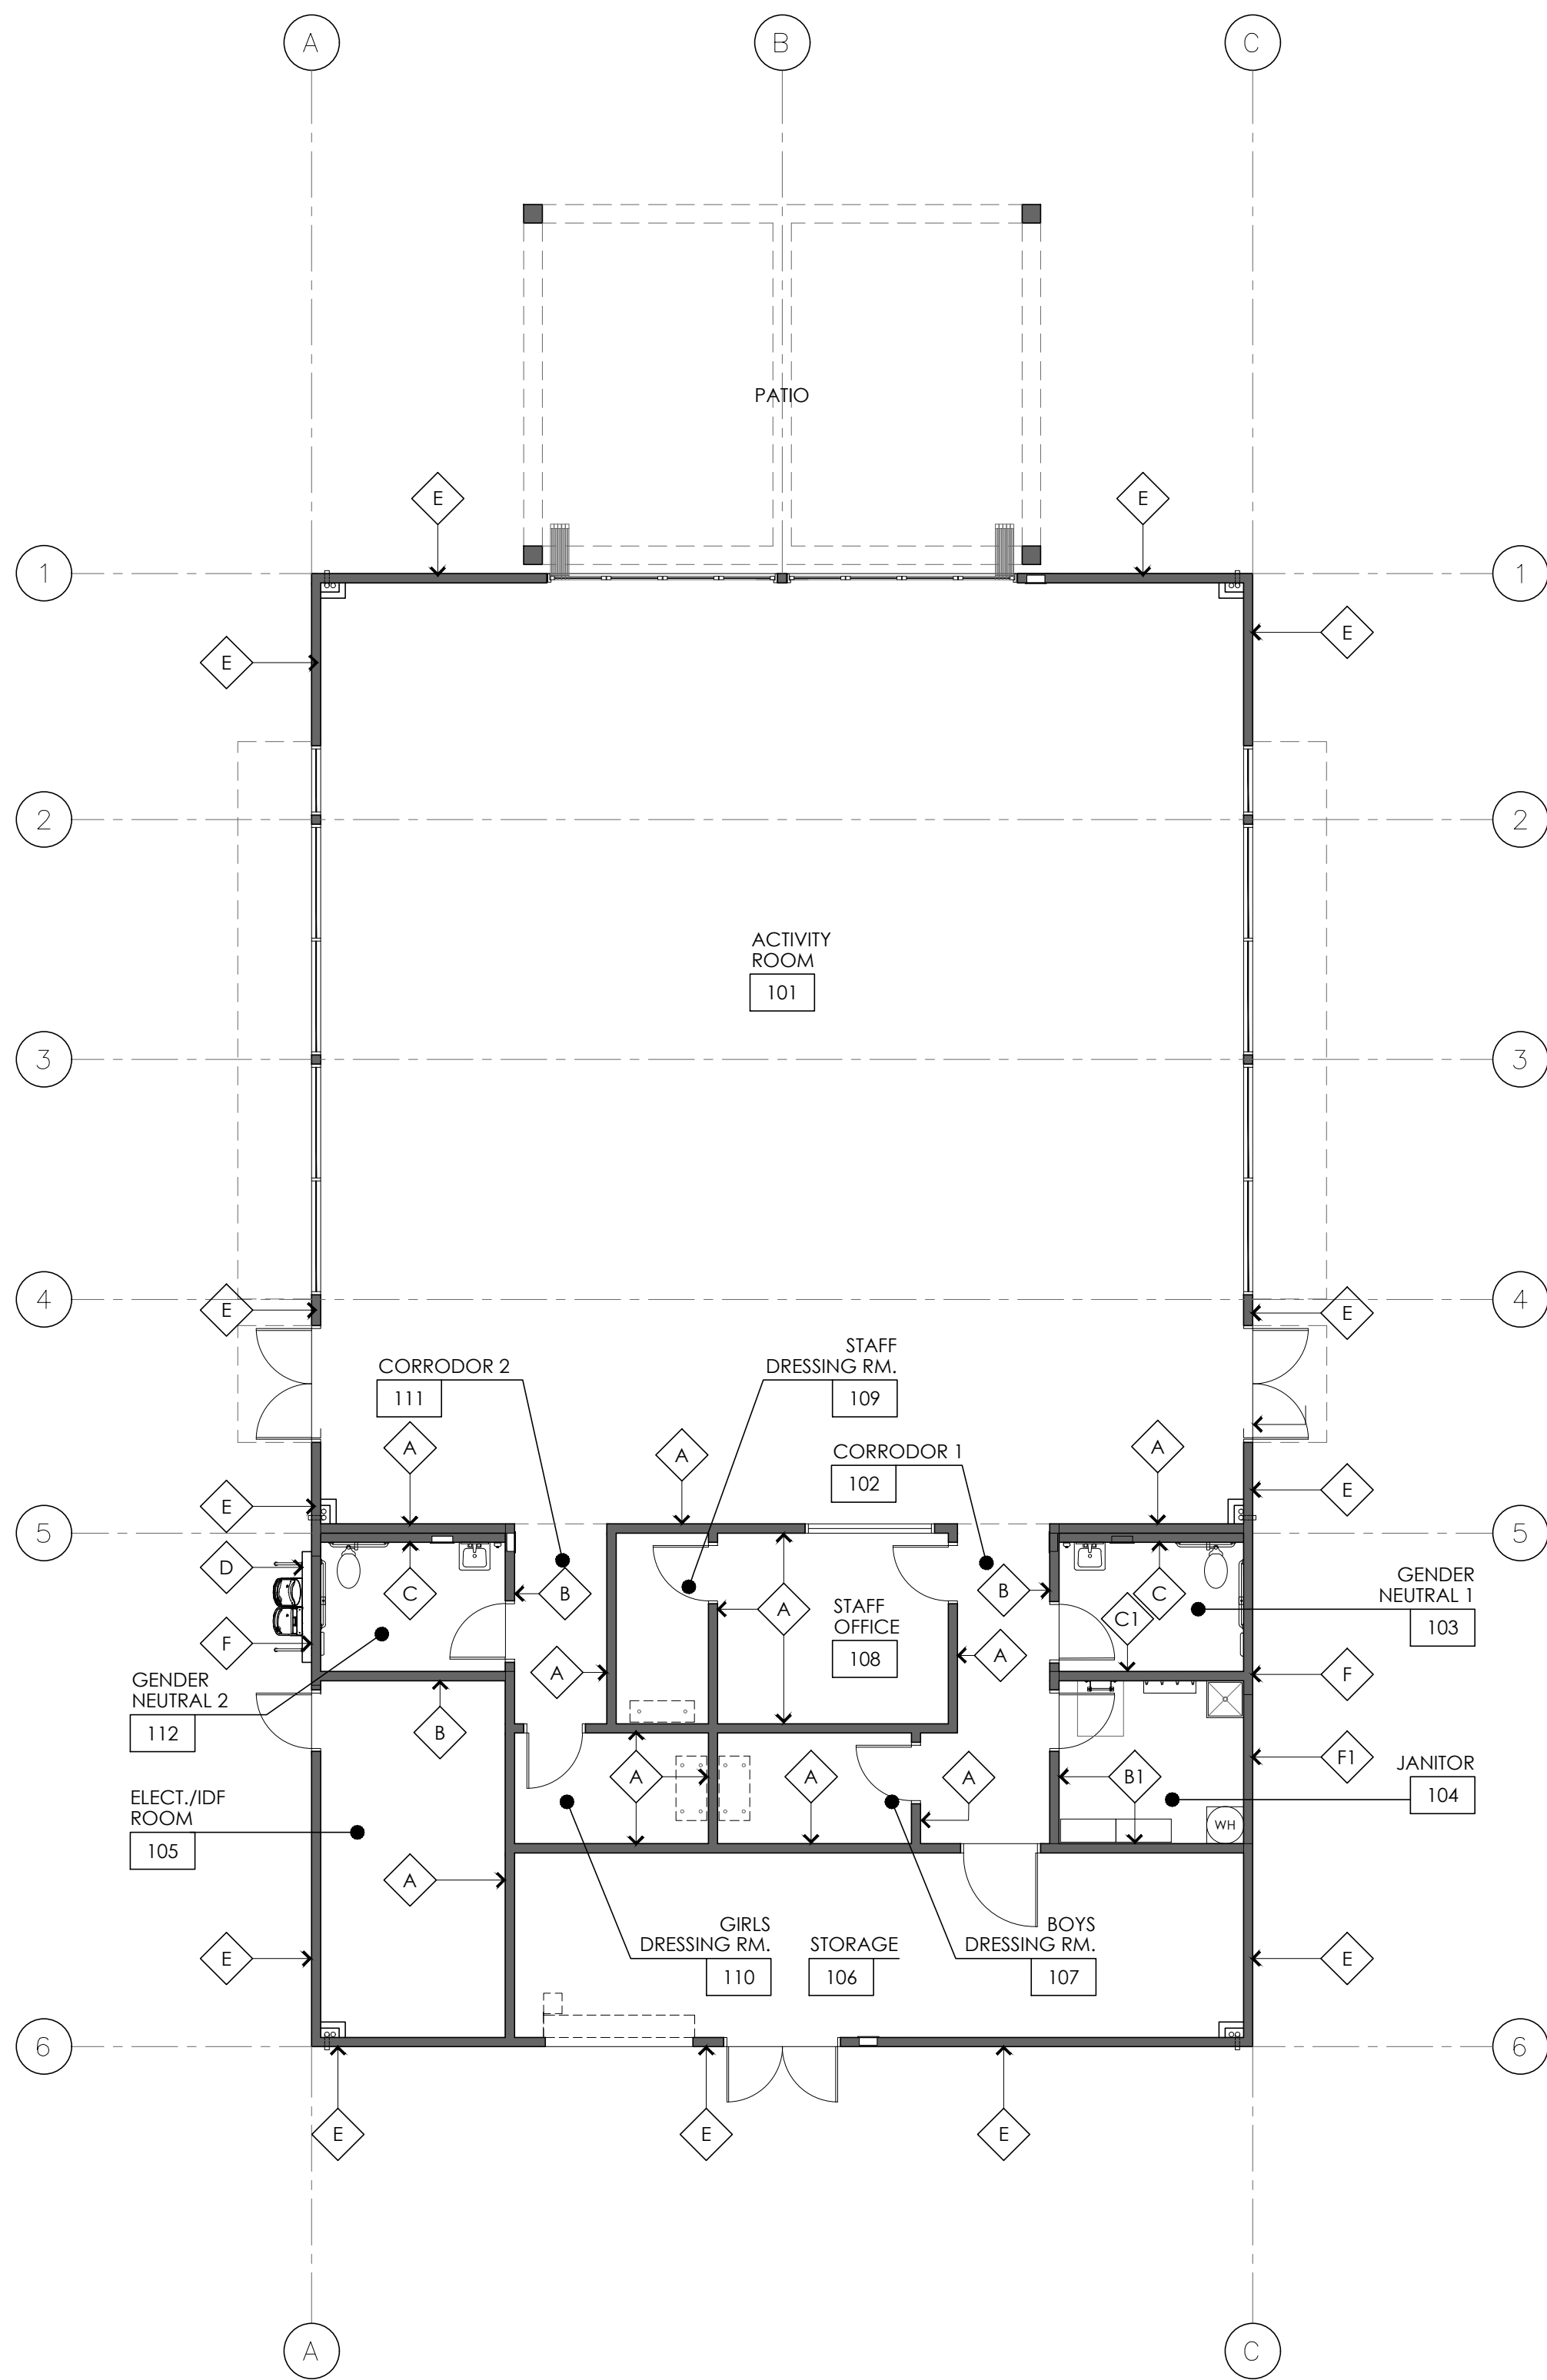 A
B
C
PATIO
E
E
1
1
E
E
2
2
ACTIVITY
ROOM
101
3
3
4
4
E
E
STAFF
DRESSING RM.
109
CORRODOR 2
111
A
A
A
CORRODOR 1
102
E
E
5
5
D
C
B
A
STAFF
OFFICE
108
B
C1
C
GENDER
NEUTRAL 1
103
F
A
A
F
GENDER
NEUTRAL 2
112
B
A
A
A
B1
F1
JANITOR
104
ELECT./IDF
ROOM
105
WH
A
GIRLS
DRESSING RM.
110
STORAGE
106
BOYS
DRESSING RM.
107
E
E
6
6
E
E
E
A
C